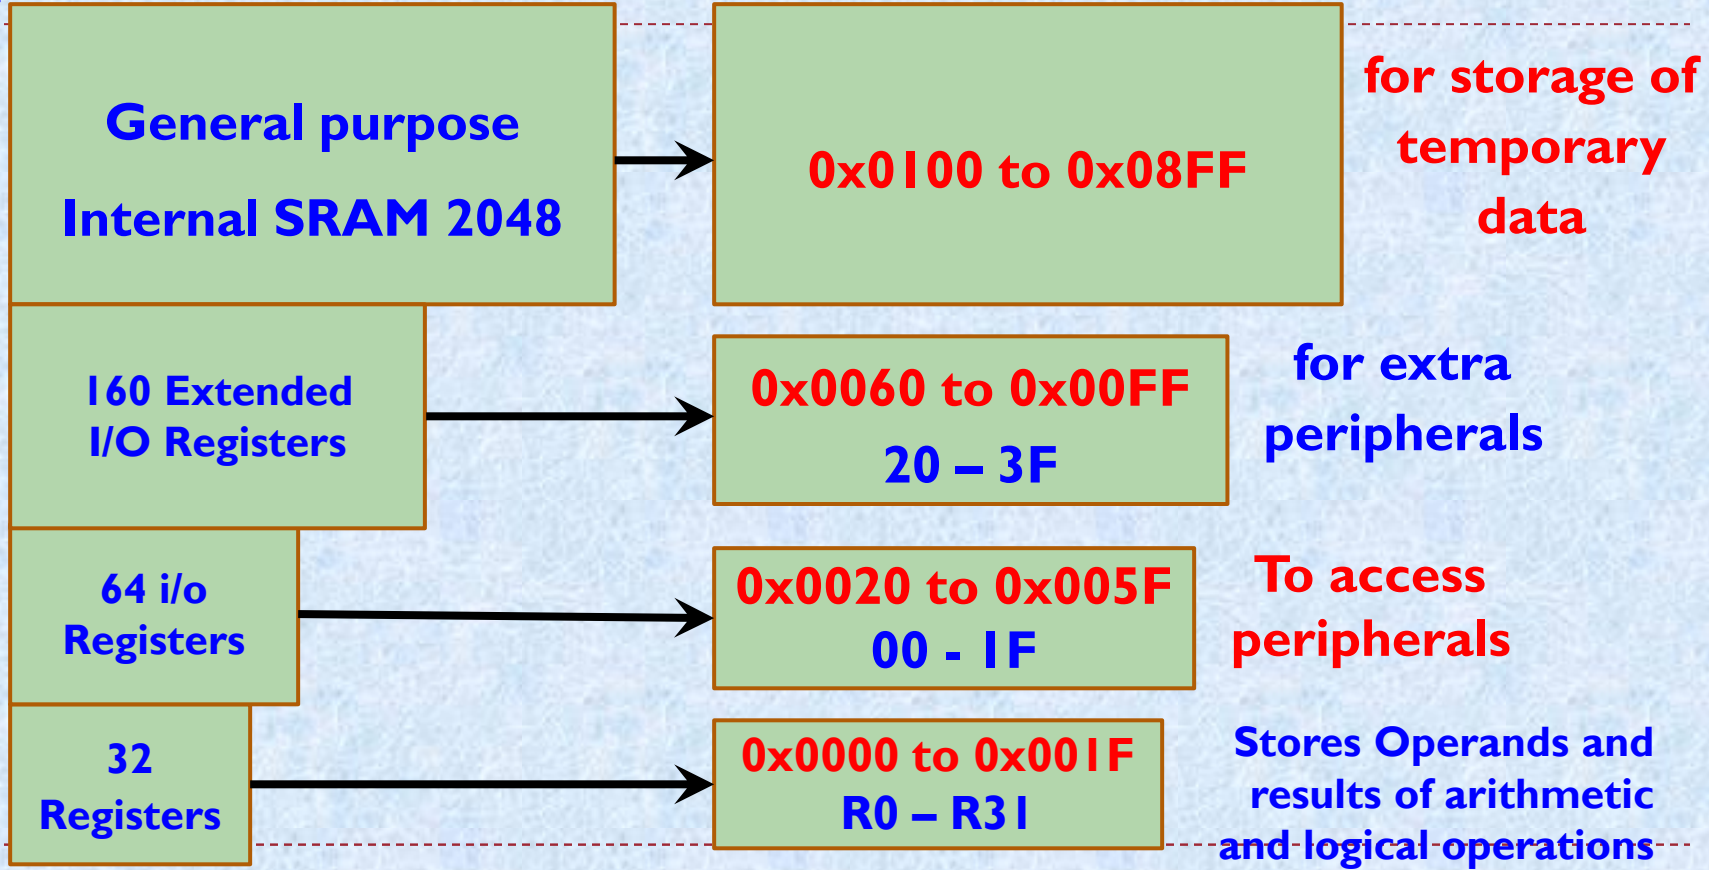 General purpose
Internal SRAM 2048
0x0100 to 0x08FF
for storage of
temporary
data
160 Extended
I/O Registers
0x0060 to 0x00FF
20 – 3F
for extra
peripherals
64 i/o
Registers
0x0020 to 0x005F
00 - 1F
To access
peripherals
32
Registers
0x0000 to 0x001F
R0 – R31
Stores Operands and
results of arithmetic
and logical operations